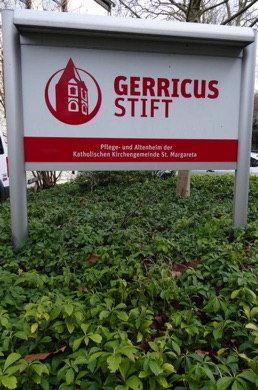 GERRICUS
STIFT
Pflege- und Altenheim der
Katholischen Kirchengemeinde St. Margareta